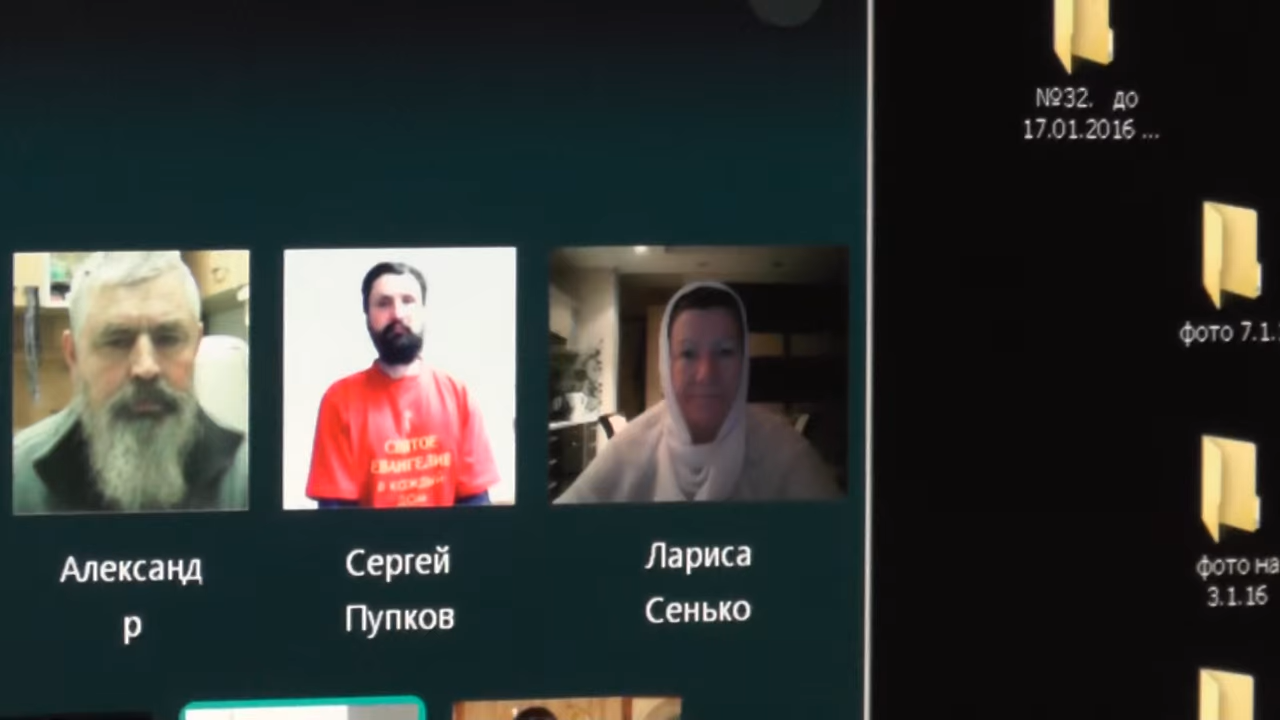 №32. до
17.01.2016 ...
фото 7.1.
СВЯТОЕ
ЕВАНГЕЛИЕ
В КАЖДЫЙ
ДОМ
Александ
р
Сергей
Пупков
Лариса
Сенько
фото на
3.1.16